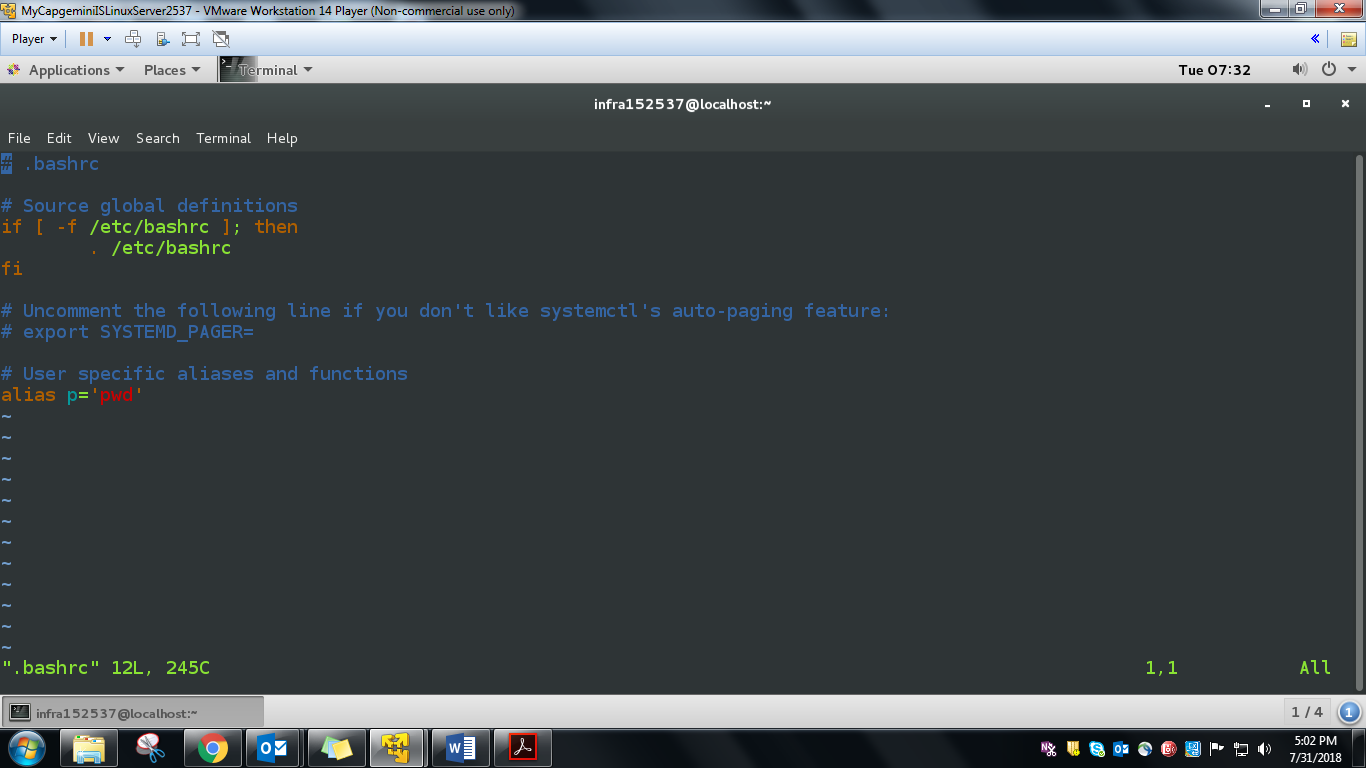 MyCapgeminiISLinuxServer2537 - VMware Workstation 14 Player (Non-commercial use only)
Player
Applications Places Terminal Tue 07:32
infra152537@localhost:~
File Edit View Search Terminal Help
# .bashrc
# Source global definitions
if [ -f /etc/bashrc ]; then
. /etc/bashrc
fi
# Uncomment the following line if you don't like systemctl's auto-paging feature:
# export SYSTEMD_PAGER=
# User specific aliases and functions
alias p='pwd'
~
~
~
~
~
~
~
~
~
~
~
~
".bashrc" 12L, 245C 1,1 All
infra152537@localhost:~ 1 / 4 1
5:02 PM
7/31/2018